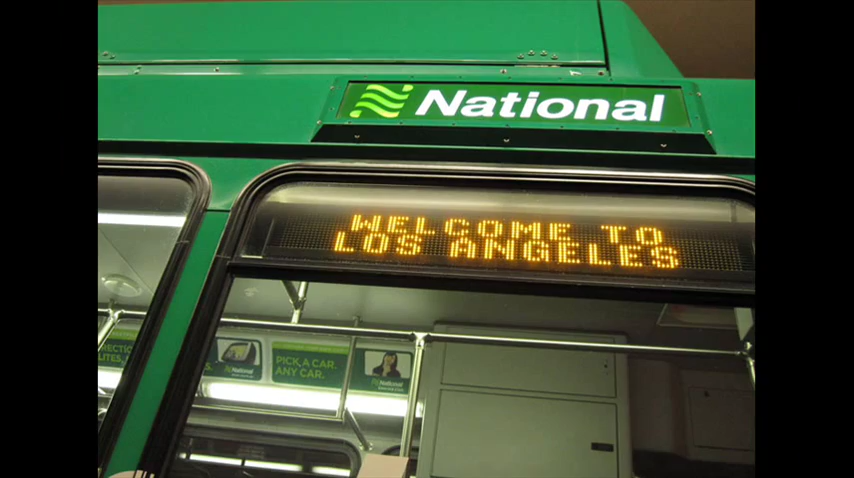 National
WELCOME TO
LOS ANGELES
PICK A CAR.
ANY CAR.
National
National